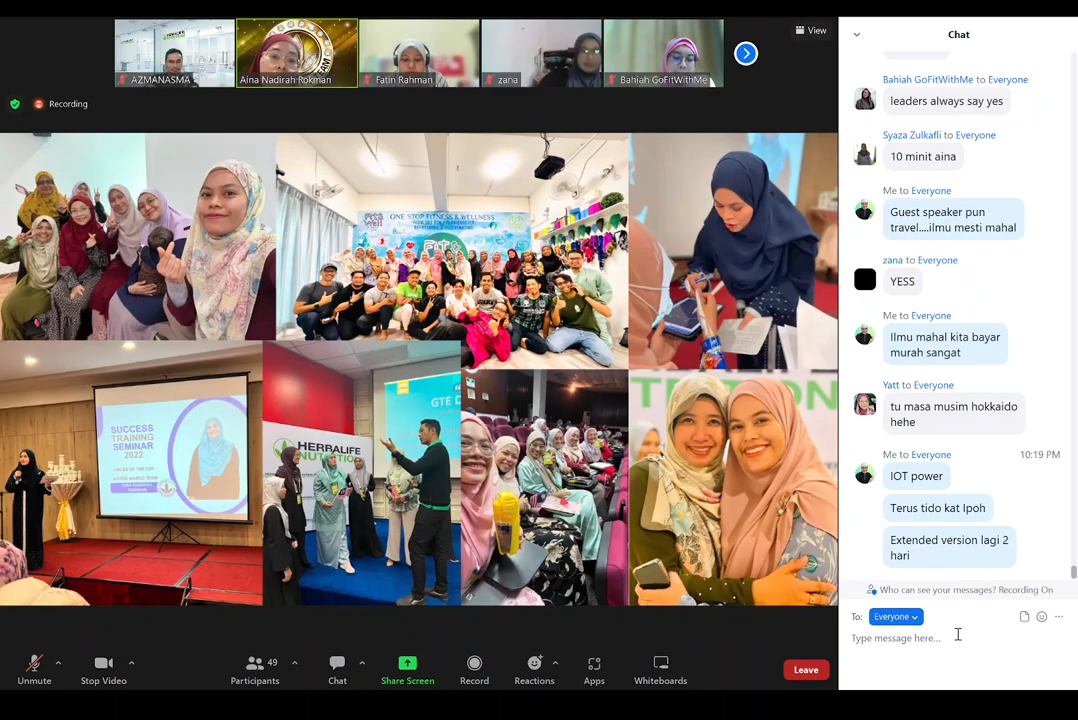 View
AZMANASMA
Aina Nadirah Rokman
Fatin Rahman
zana
Bahiah GoFitWithMe
Recording
ONE STOP FITNESS & WELLNESS
SUCCESS
TRAINING
SEMINAR
2022
HERBALIFE
NUTRITION
GTE D
Chat
Bahiah GoFitWithMe to Everyone
leaders always say yes
Syaza Zulkafli to Everyone
10 minit aina
Me to Everyone
Guest speaker pun
travel....ilmu mesti mahal
zana to Everyone
YESS
Me to Everyone
Ilmu mahal kita bayar
murah sangat
Yatt to Everyone
tu masa musim hokkaido
hehe
Me to Everyone 10:19 PM
IOT power
Terus tido kat Ipoh
Extended version lagi 2
hari
Who can see your messages? Recording On
To: Everyone
Type message here...
Unmute
Stop Video
49
Participants
Chat
Share Screen
Record
Reactions
Apps
Whiteboards
Leave